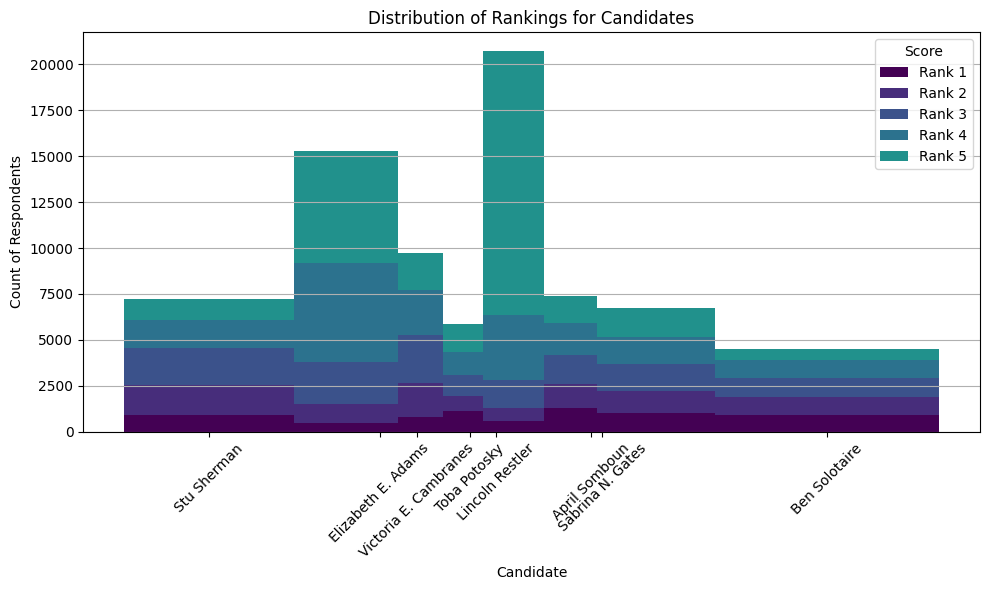 Distribution of Rankings for Candidates
Score
Rank 1
Rank 2
Rank 3
Rank 4
Rank 5
Count of Respondents
20000
17500
15000
12500
10000
7500
5000
2500
0
Stu Sherman
Elizabeth E. Adams
Victoria E. Cambranes
Toba Potosky
Lincoln Restler
April Somboun
Sabrina N. Gates
Ben Solotaire
Candidate